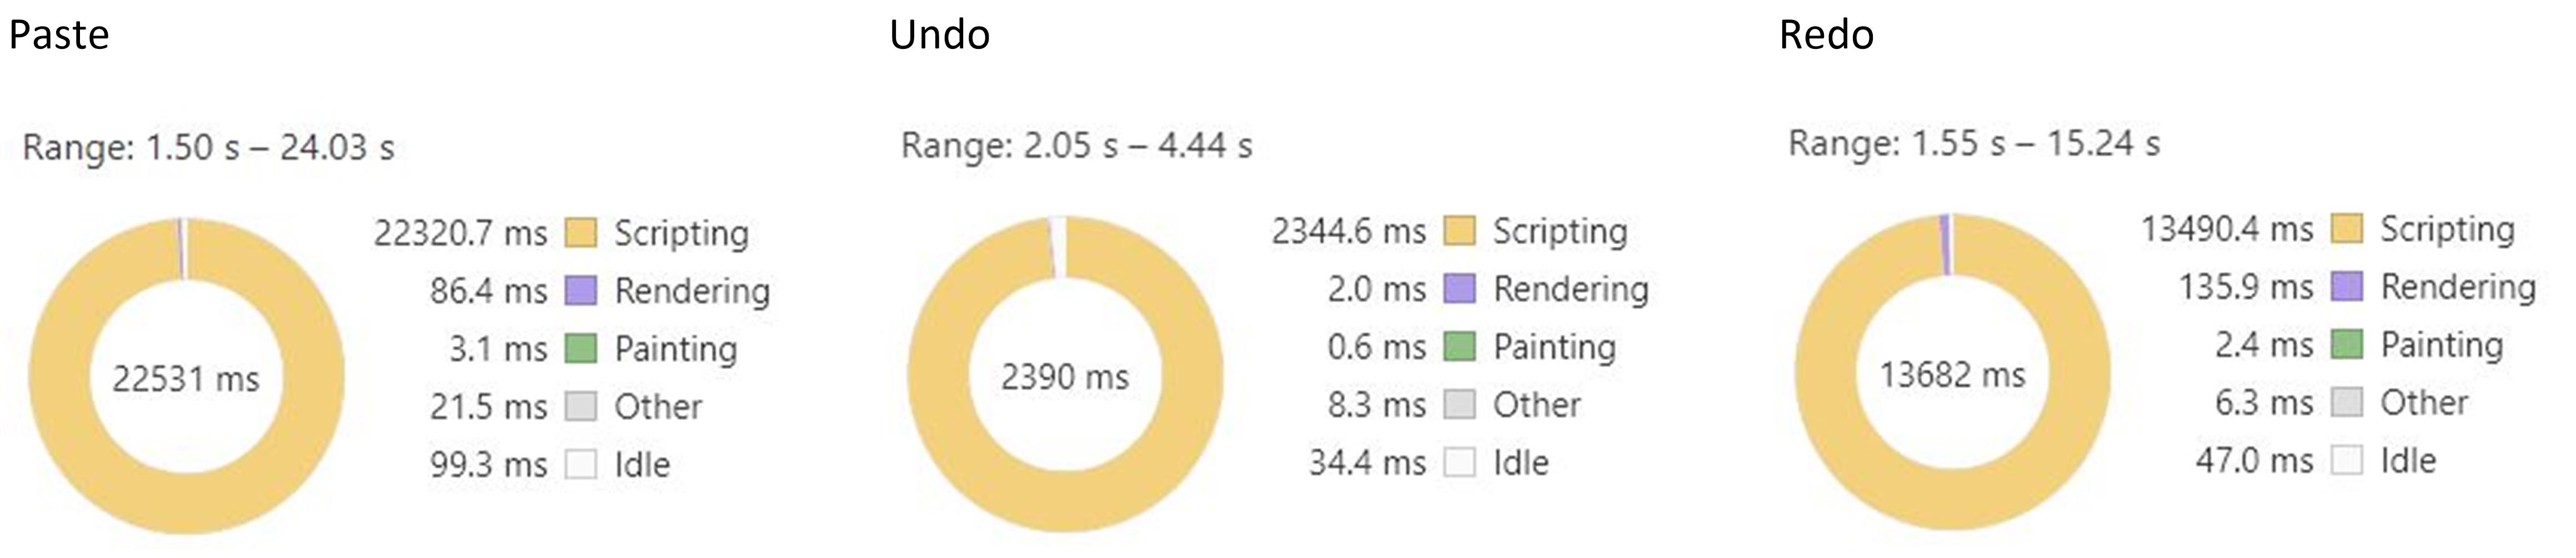 Paste
Range: 1.50 s – 24.03 s
22320.7 ms Scripting
86.4 ms Rendering
3.1 ms Painting
21.5 ms Other
99.3 ms Idle
22531 ms
Undo
Range: 2.05 s – 4.44 s
2344.6 ms Scripting
2.0 ms Rendering
0.6 ms Painting
8.3 ms Other
34.4 ms Idle
2390 ms
Redo
Range: 1.55 s – 15.24 s
13490.4 ms Scripting
135.9 ms Rendering
2.4 ms Painting
6.3 ms Other
47.0 ms Idle
13682 ms